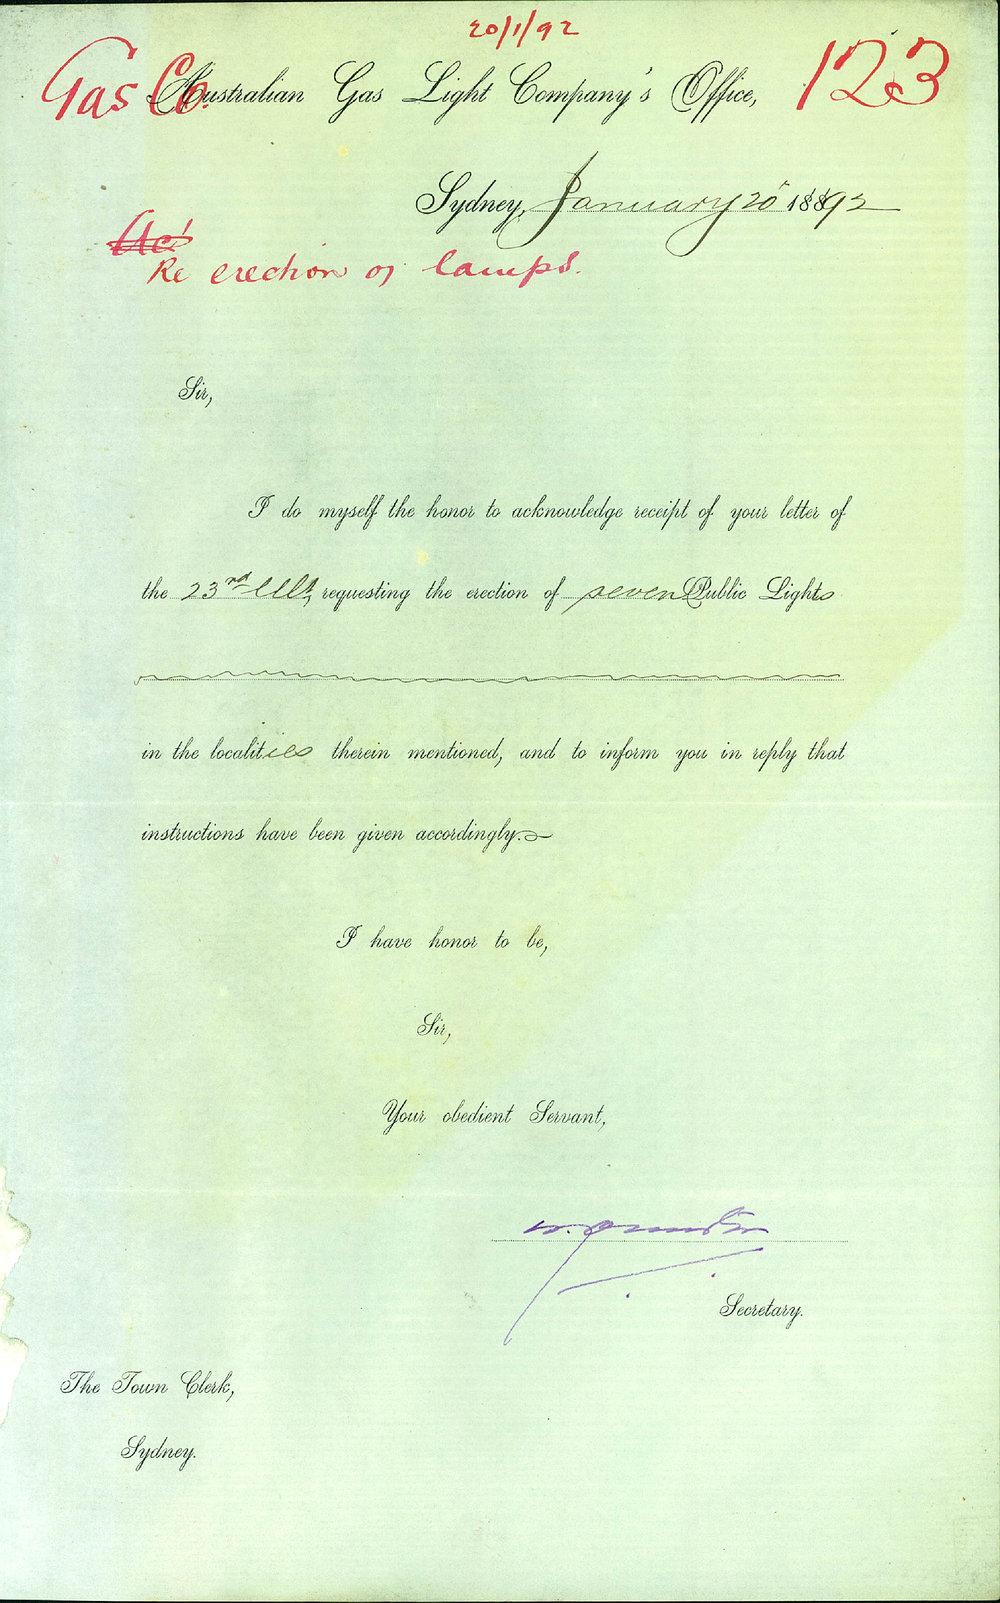 20/1/92
Gas Co. Australian Gas Light Company's Office, 123
Sydney, January 20 1892
Re erection of lamps.
Sir,
I do myself the honor to acknowledge receipt of your letter of
the 23rd Ult, requesting the erection of seven Public Lights
in the localities therein mentioned, and to inform you in reply that
instructions have been given accordingly.
I have honor to be,
Sir,
Your obedient Servant,
Secretary.
The Town Clerk,
Sydney.